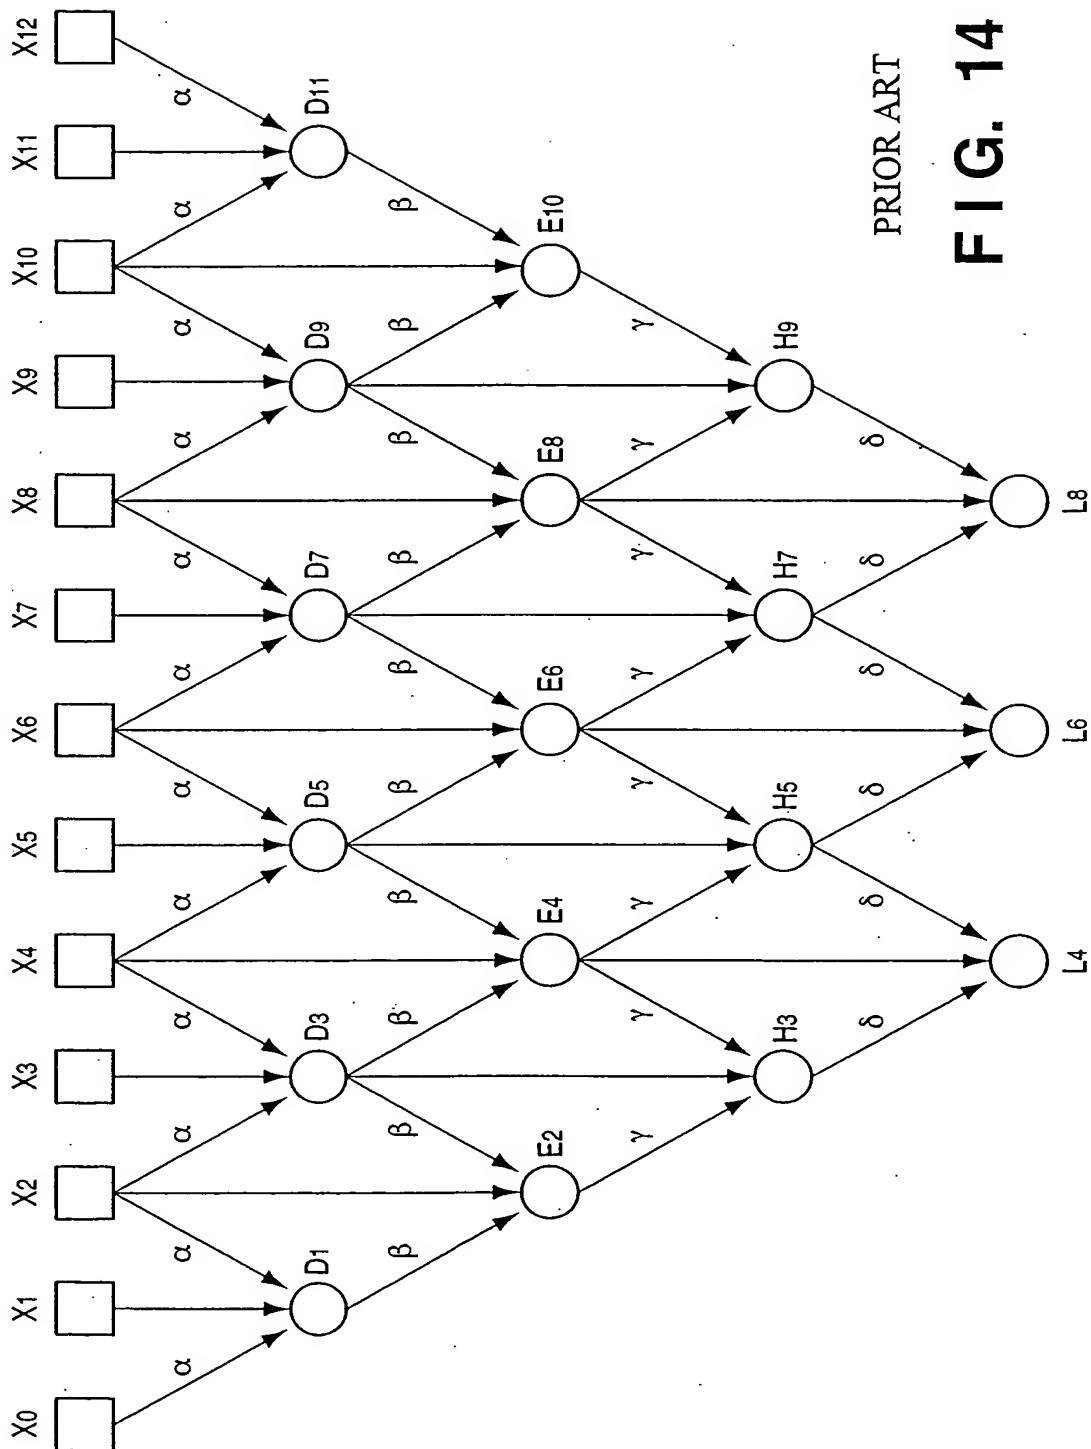 X0 X1 X2 X3 X4 X5 X6 X7 X8 X9 X10 X11 X12
α α α α α α α α α α α α
D1 D3 D5 D7 D9 D11
β β β β β β β β β β
E2 E4 E6 E8 E10
γ γ γ γ γ γ γ γ
H3 H5 H7 H9
δ δ δ δ δ δ
L4 L6 L8
PRIOR ART
FIG. 14